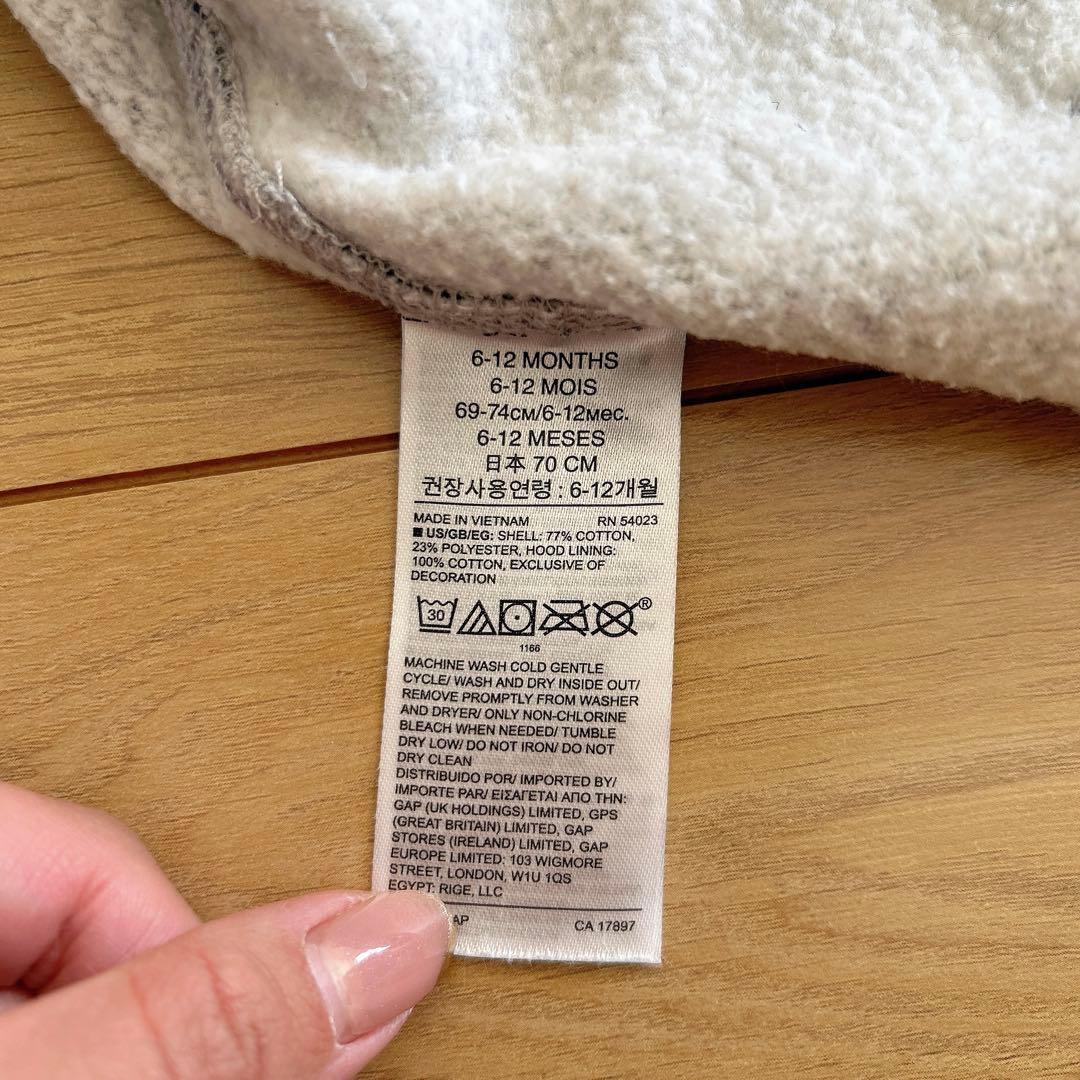 6-12 MONTHS
6-12 MOIS
69-74см/6-12мес.
6-12 MESES
日本 70 CM
권장사용연령 : 6-12개월
MADE IN VIETNAM RN 54023
■ US/GB/EG: SHELL: 77% COTTON,
23% POLYESTER, HOOD LINING:
100% COTTON, EXCLUSIVE OF
DECORATION
30 ®
1166
MACHINE WASH COLD GENTLE
CYCLE/ WASH AND DRY INSIDE OUT/
REMOVE PROMPTLY FROM WASHER
AND DRYER/ ONLY NON-CHLORINE
BLEACH WHEN NEEDED/ TUMBLE
DRY LOW/ DO NOT IRON/ DO NOT
DRY CLEAN
DISTRIBUIDO POR/ IMPORTED BY/
IMPORTE PAR/ ΕΙΣΑΓΕΤΑΙ ΑΠΟ ΤΗΝ:
GAP (UK HOLDINGS) LIMITED, GPS
(GREAT BRITAIN) LIMITED, GAP
STORES (IRELAND) LIMITED, GAP
EUROPE LIMITED: 103 WIGMORE
STREET, LONDON, W1U 1QS
EGYPT: RIGE, LLC
CA 17897